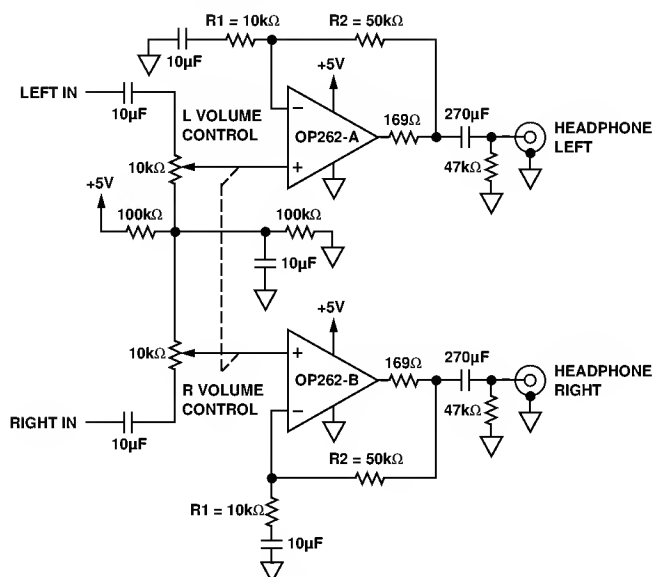 R1 = 10kΩ
R2 = 50kΩ
10µF
+5V
LEFT IN
10µF
L VOLUME
CONTROL
–
OP262-A
+
169Ω
270µF
HEADPHONE
LEFT
47kΩ
10kΩ
+5V
100kΩ
100kΩ
10µF
+5V
10kΩ
+
OP262-B
–
169Ω
270µF
HEADPHONE
RIGHT
R VOLUME
CONTROL
47kΩ
RIGHT IN
10µF
R2 = 50kΩ
R1 = 10kΩ
10µF